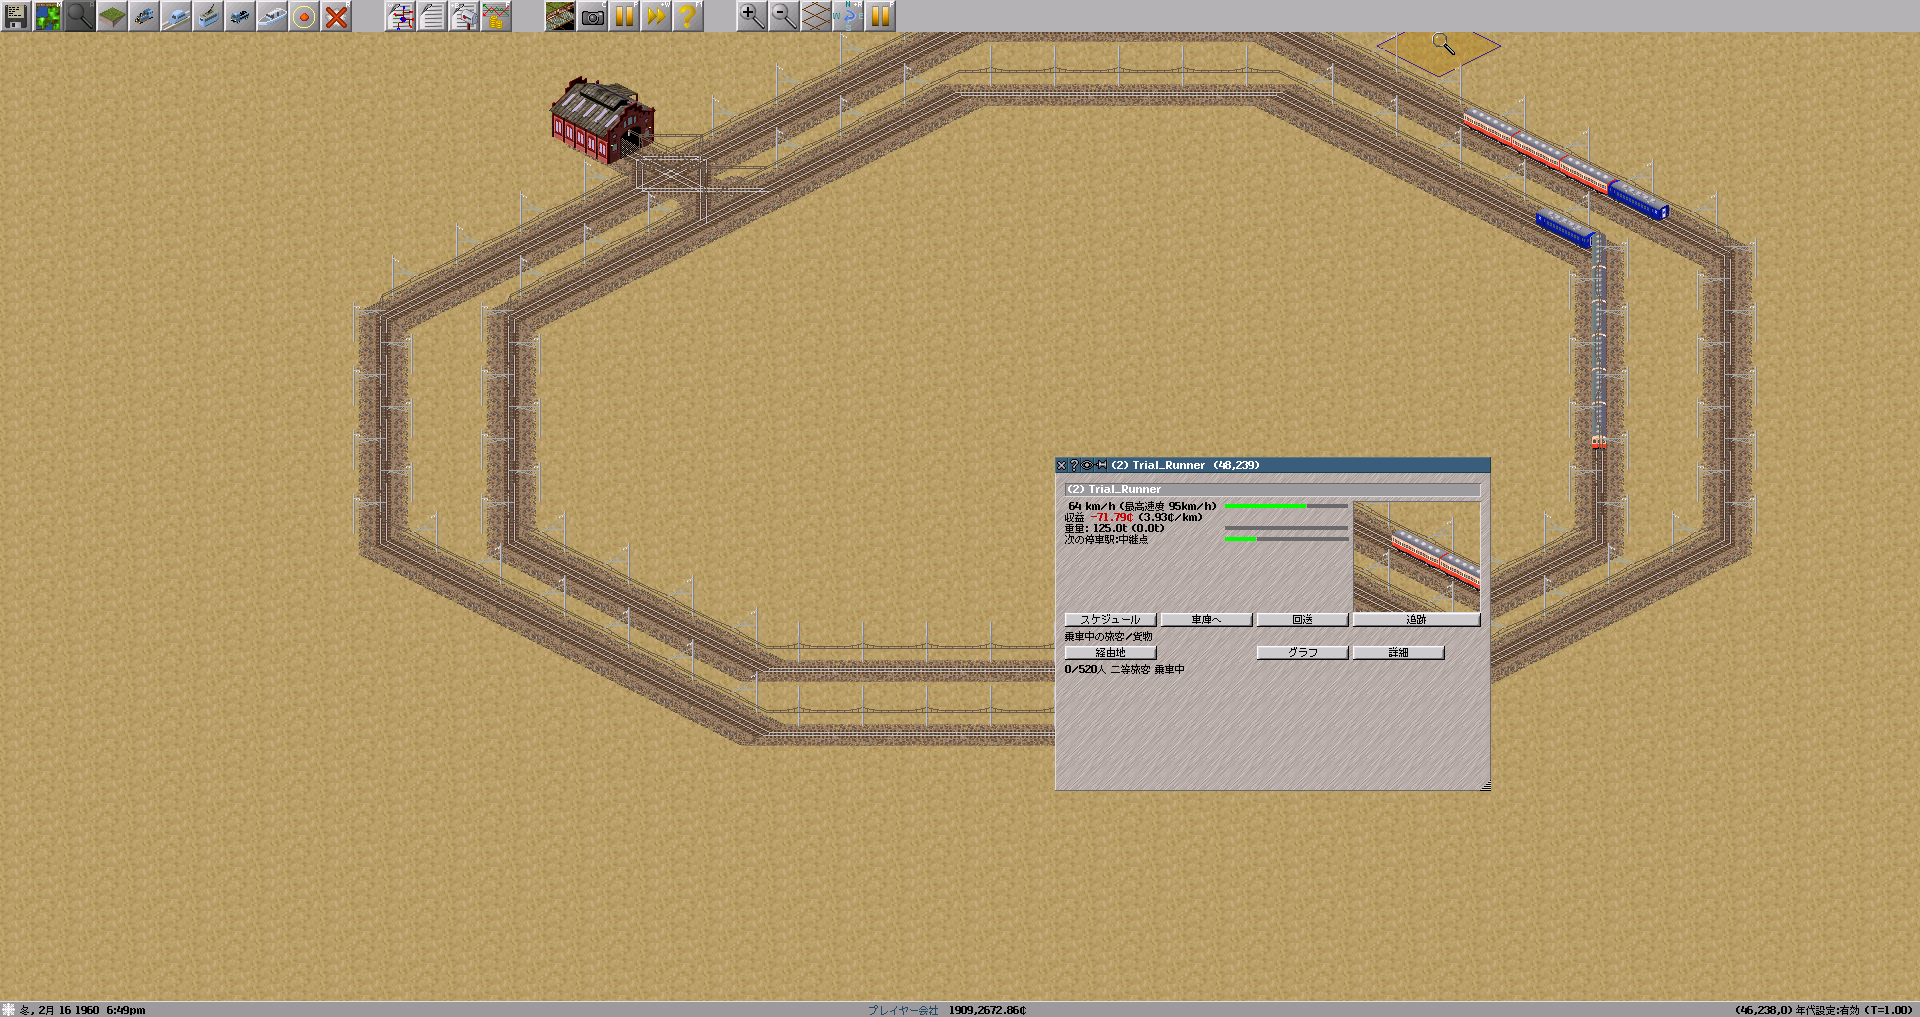 (2) Trial_Runner (48,239)
(2) Trial_Runner
64 km/h (最高速度 95km/h)
収益 -71.79¢ (3.93¢/km)
重量: 125.0t (0.0t)
次の停車駅:中継点
スケジュール 車庫へ 回送 追跡
乗車中の旅客/貨物
経由地 グラフ 詳細
0/520人 二等旅客 乗車中
冬, 2月 16 1960 6:49pm プレイヤー会社 1909,2672.86¢ (46,238,0) 年代設定:有効 (T=1.00)